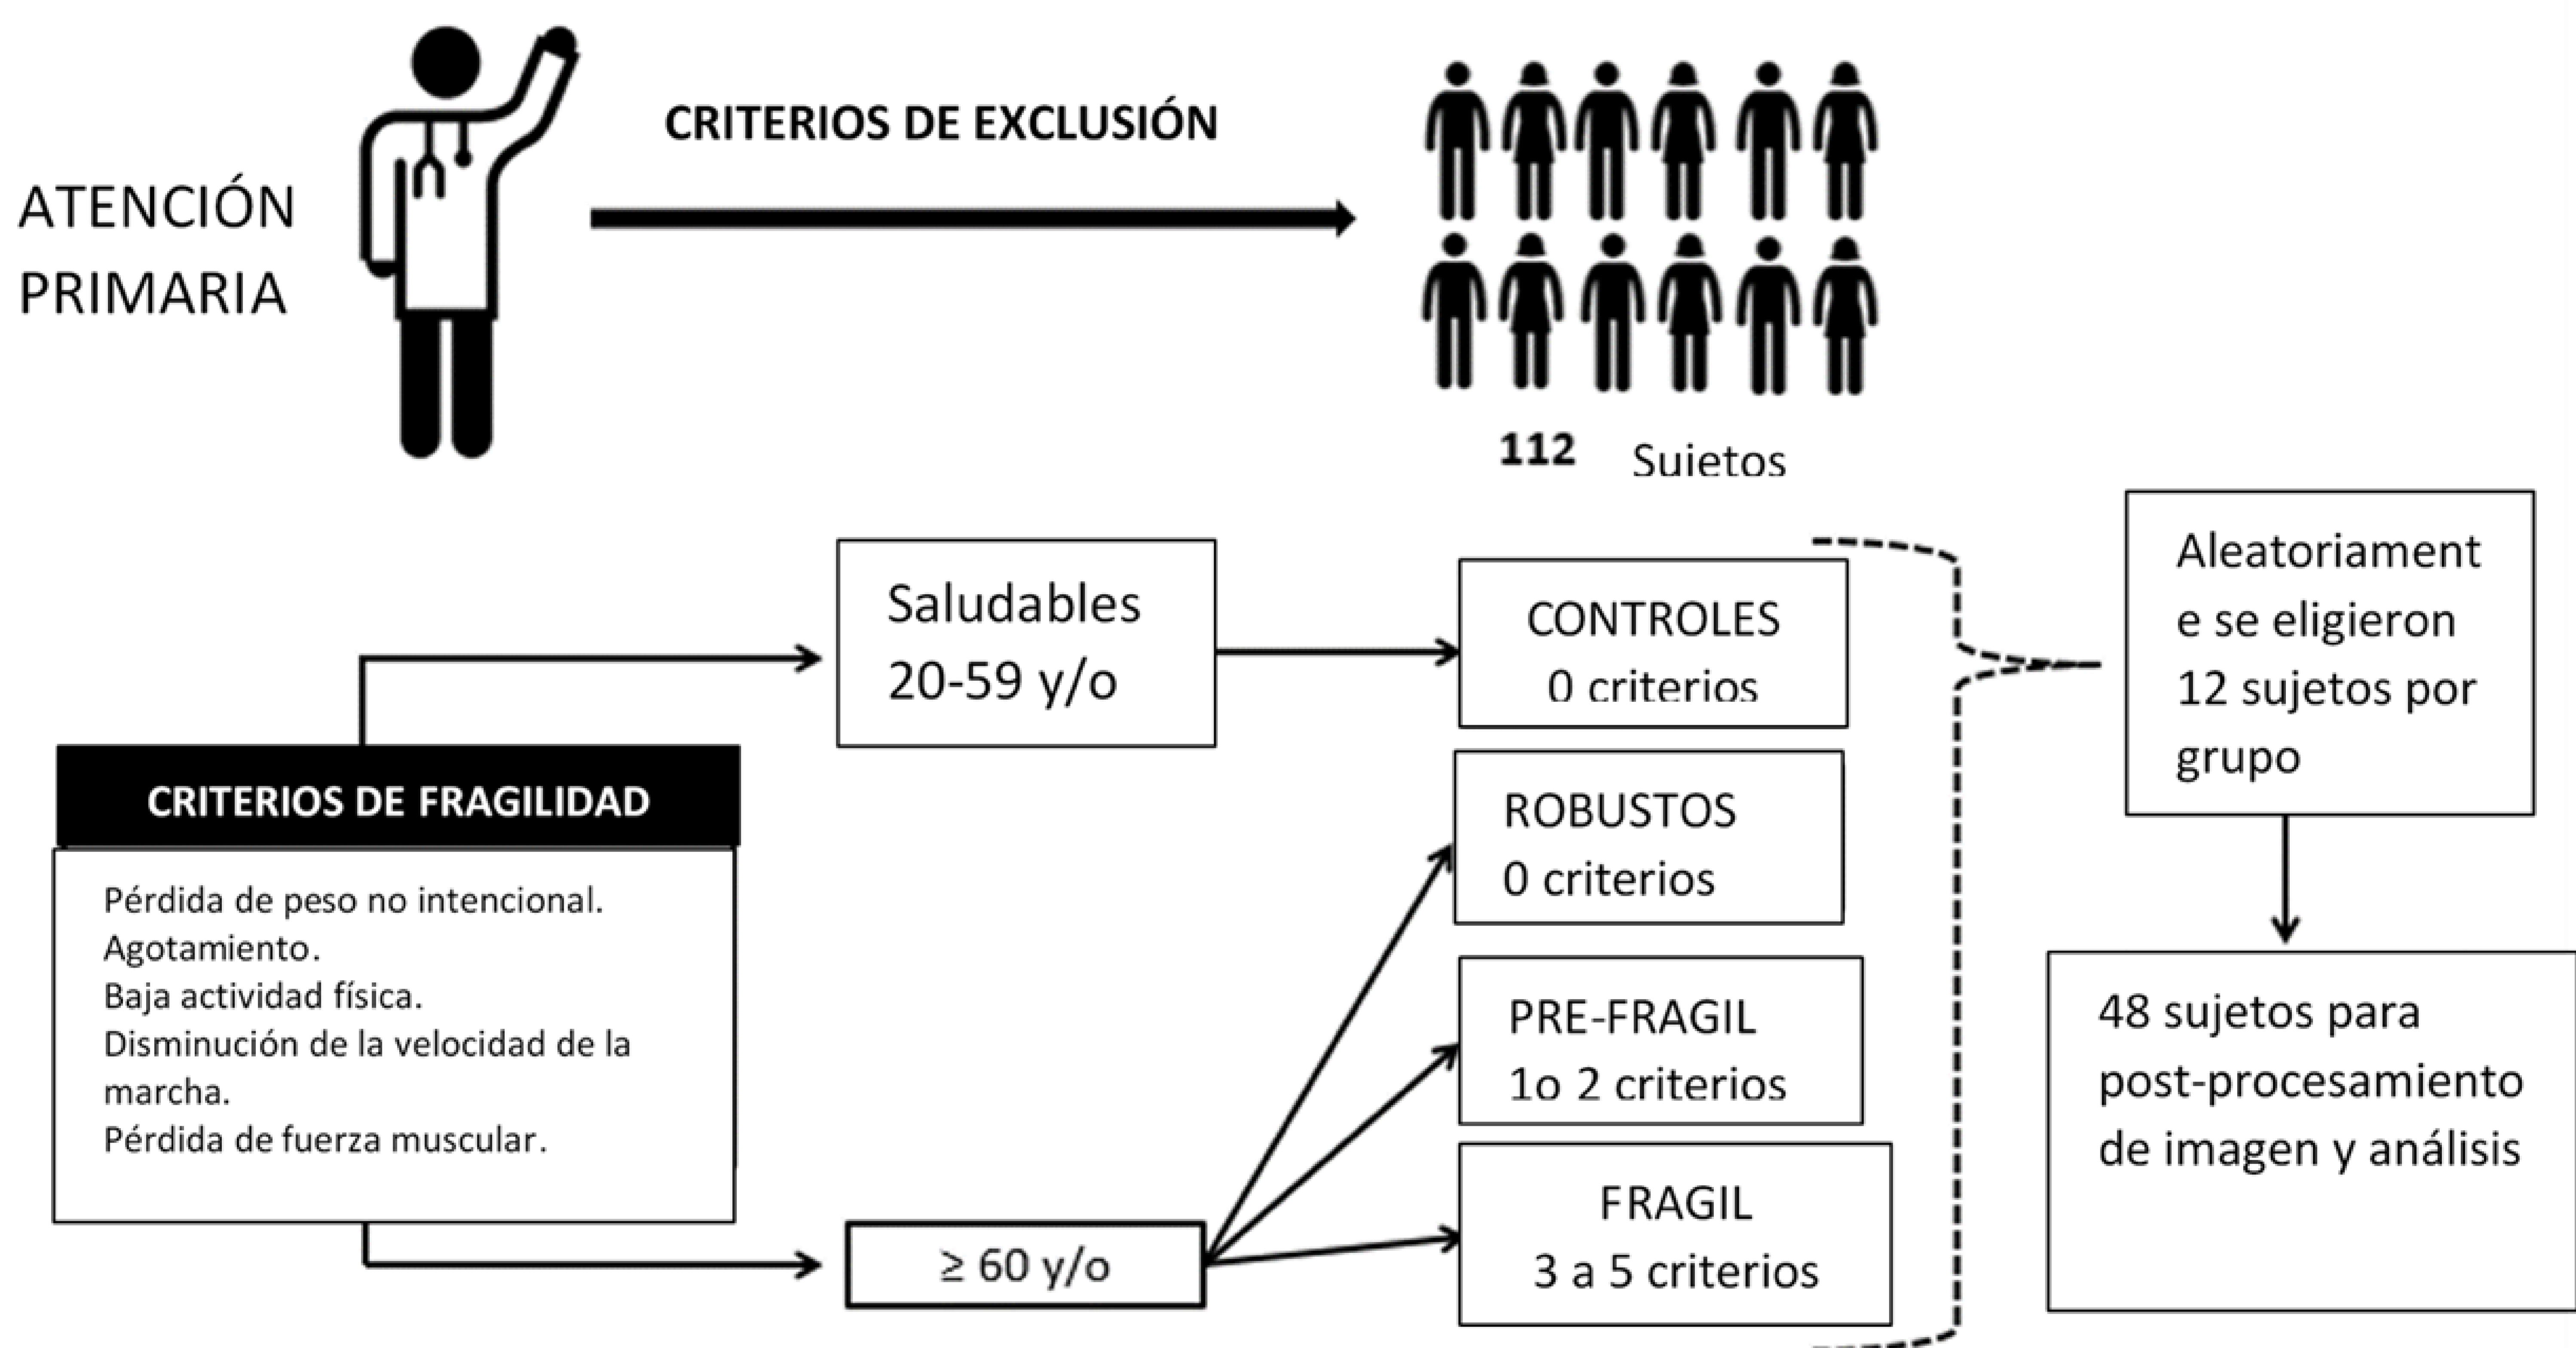 ATENCIÓN
PRIMARIA
CRITERIOS DE EXCLUSIÓN
112 Sujetos
CRITERIOS DE FRAGILIDAD
Pérdida de peso no intencional.
Agotamiento.
Baja actividad física.
Disminución de la velocidad de la
marcha.
Pérdida de fuerza muscular.
Saludables
20-59 y/o
≥ 60 y/o
CONTROLES
0 criterios
ROBUSTOS
0 criterios
PRE-FRAGIL
1o 2 criterios
FRAGIL
3 a 5 criterios
Aleatoriament
e se eligieron
12 sujetos por
grupo
48 sujetos para
post-procesamiento
de imagen y análisis